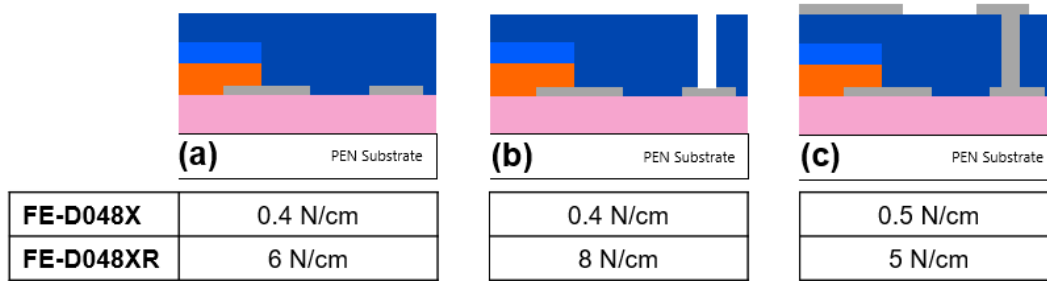 (a) PEN Substrate (b) PEN Substrate (c) PEN Substrate
FE-D048X 0.4 N/cm 0.4 N/cm 0.5 N/cm
FE-D048XR 6 N/cm 8 N/cm 5 N/cm